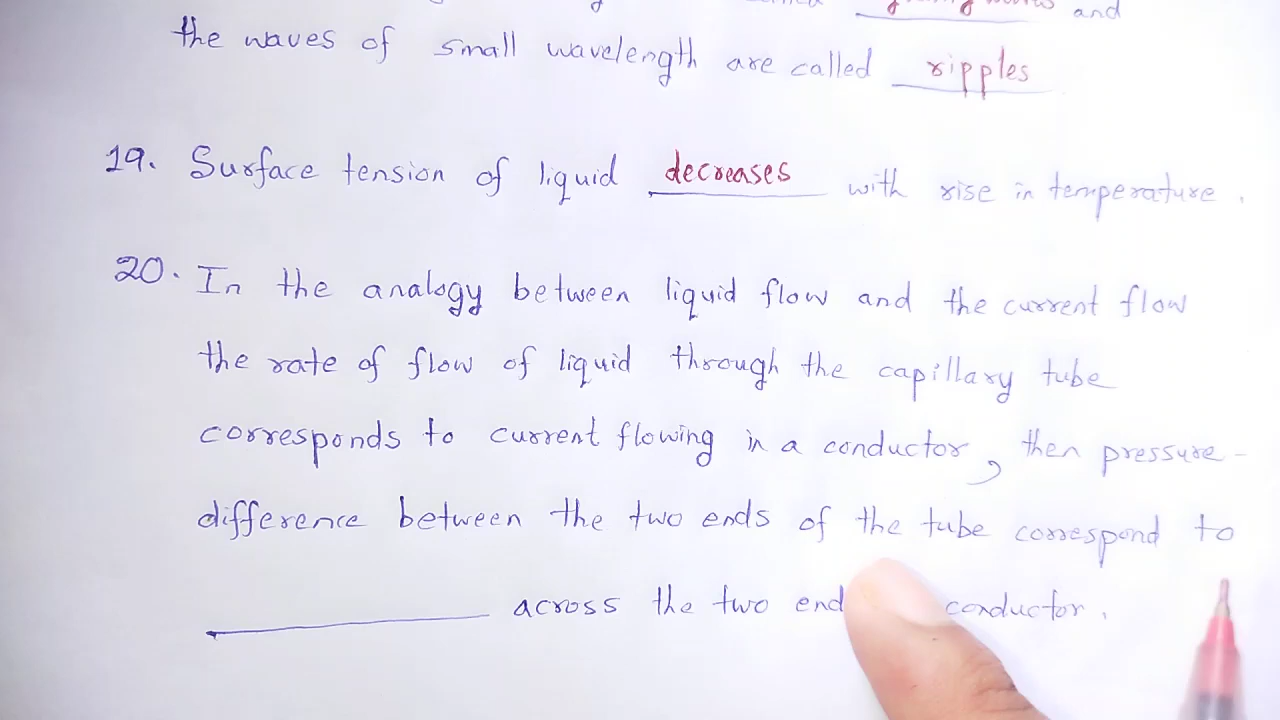 and
the waves of small wavelength are called ripples
19. Surface tension of liquid decreases with rise in temperature.
20. In the analogy between liquid flow and the current flow
the rate of flow of liquid through the capillary tube
corresponds to current flowing in a conductor, then pressure-
difference between the two ends of the tube correspond to
across the two end conductor.